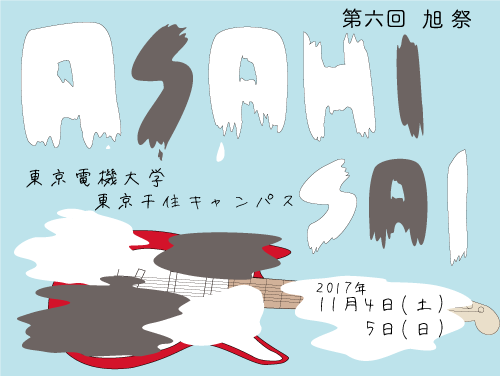 第六回 旭祭
ASAHI
SAI
東京電機大学
東京千住キャンパス
2017年
11月4日(土)
5日(日)